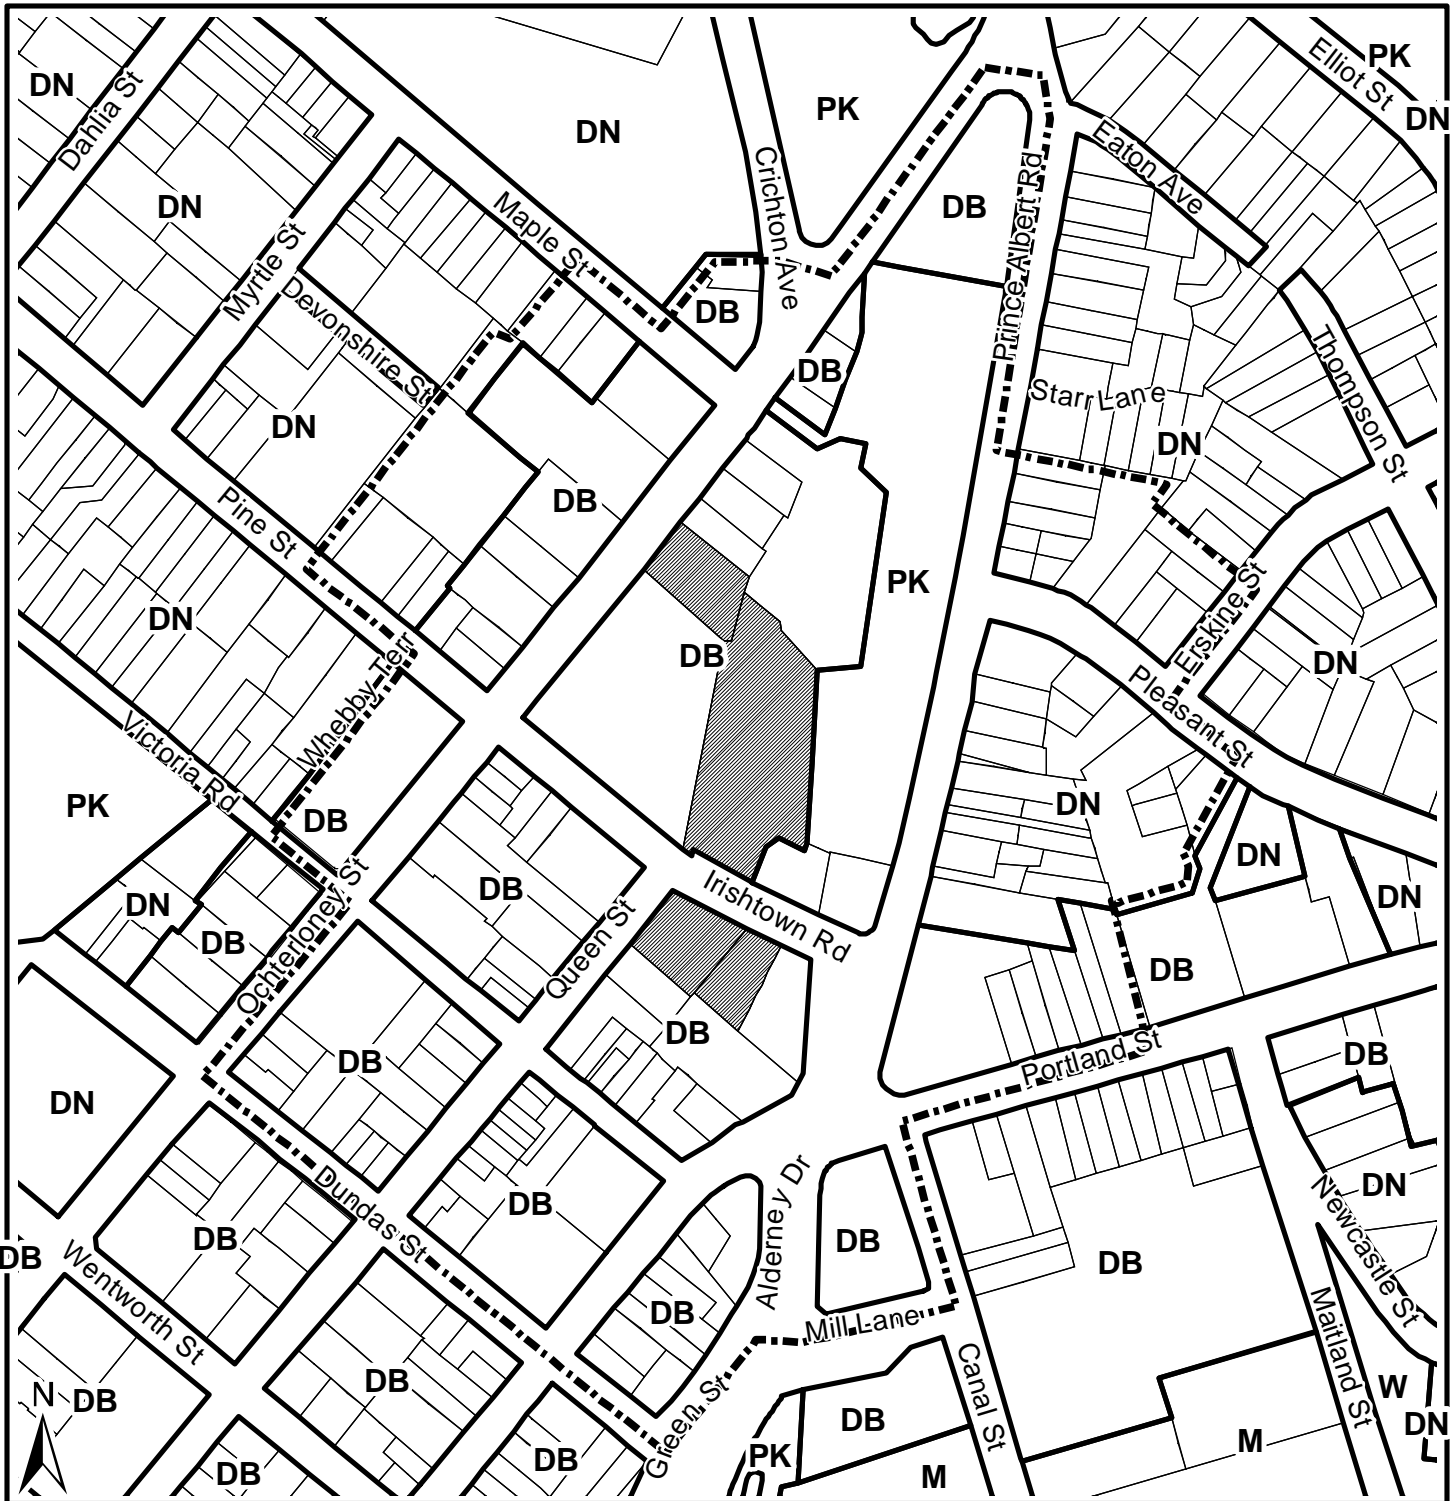 PK
Elliot St
DN
DN
Dahlia St
DN
PK
Eaton Ave
Crichton Ave
DN
DB
Maple St
Prince Albert Rd
Myrtle St
Devonshire St
DB
DB
Thompson St
Starr Lane
DN
DN
DB
Pine St
PK
Erskine St
DN
DB
DN
Whebby Terr
Pleasant St
Victoria Rd
PK
DB
DN
DN
DB
Irishtown Rd
DN
DN
DB
Ochterloney St
Queen St
DB
DB
DB
Portland St
DB
DN
DB
DN
Dundas St
DB
Alderney Dr
Newcastle St
DB
DB
DB
Wentworth St
DB
DB
Mill Lane
Maitland St
Canal St
N
DB
DB
Green St
DB
W
DN
DB
DB
PK
M
M